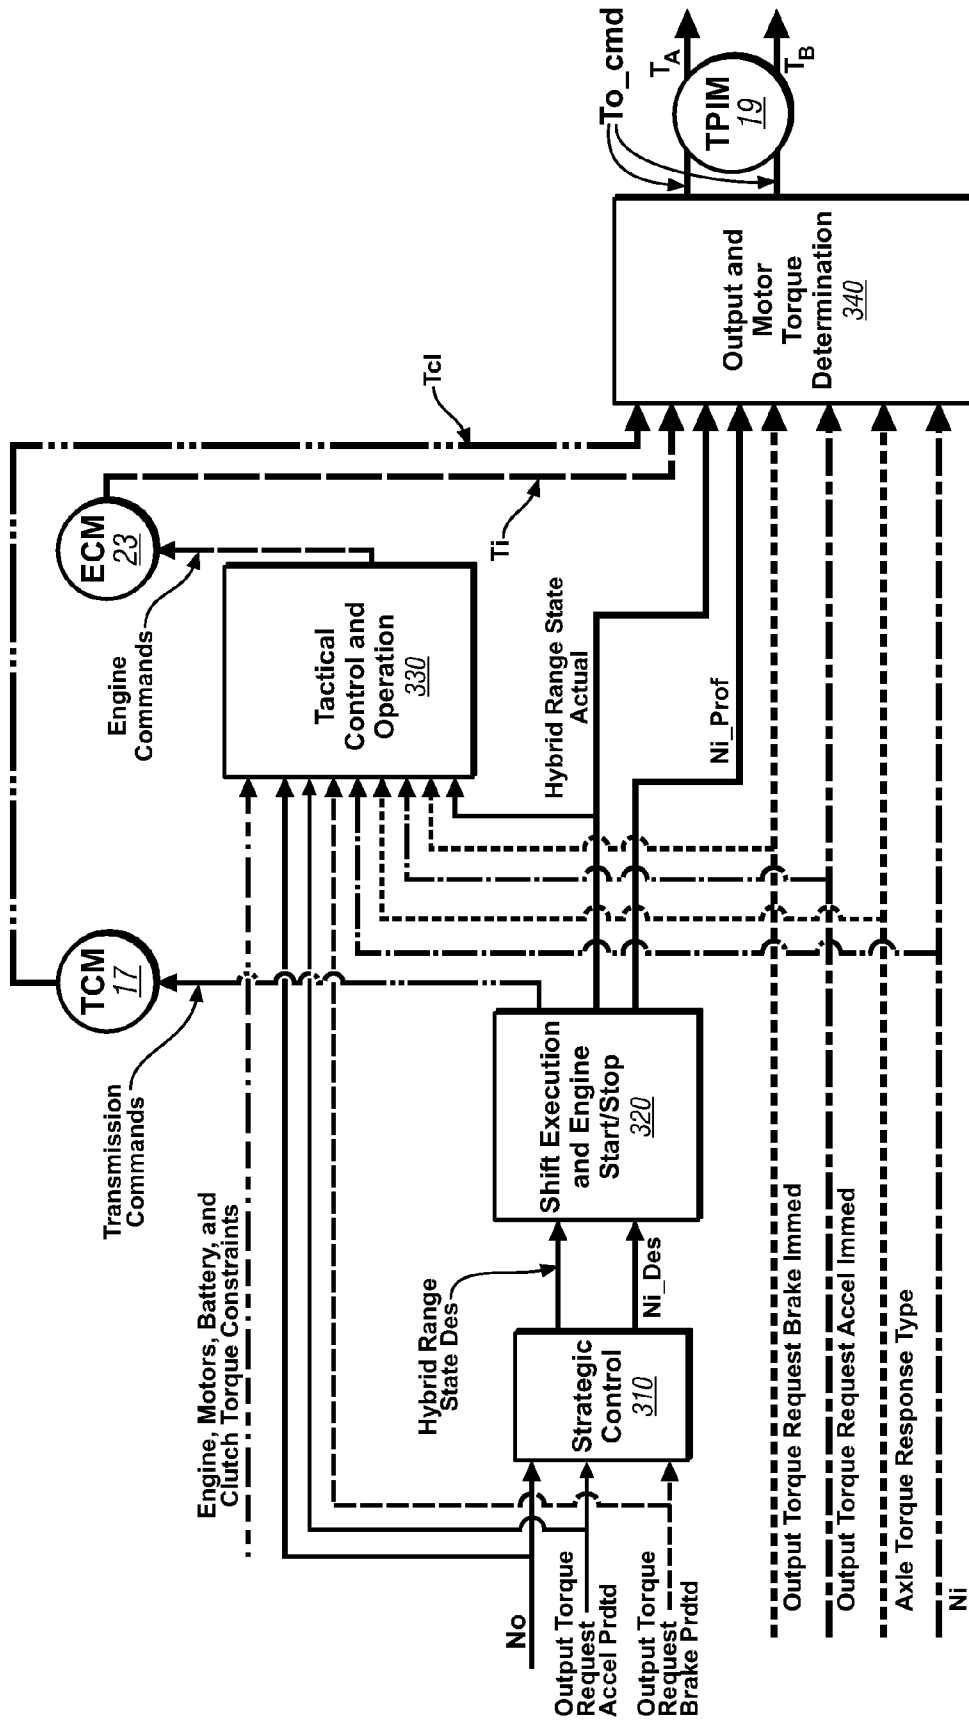 Transmission
Commands
TCM
17
Engine
Commands
ECM
23
Tcl
Ti
Engine, Motors, Battery, and
Clutch Torque Constraints
Tactical
Control and
Operation
330
To_cmd
TA
TPIM
19
TB
Hybrid Range
State Des
Ni_Des
Shift Execution
and Engine
Start/Stop
320
Hybrid Range State
Actual
Ni_Prof
Output and
Motor
Torque
Determination
340
No
Output Torque
Request
Accel Prdtd
Output Torque
Request
Brake Prdtd
Strategic
Control
310
Output Torque Request Brake Immed
Output Torque Request Accel Immed
Axle Torque Response Type
Ni